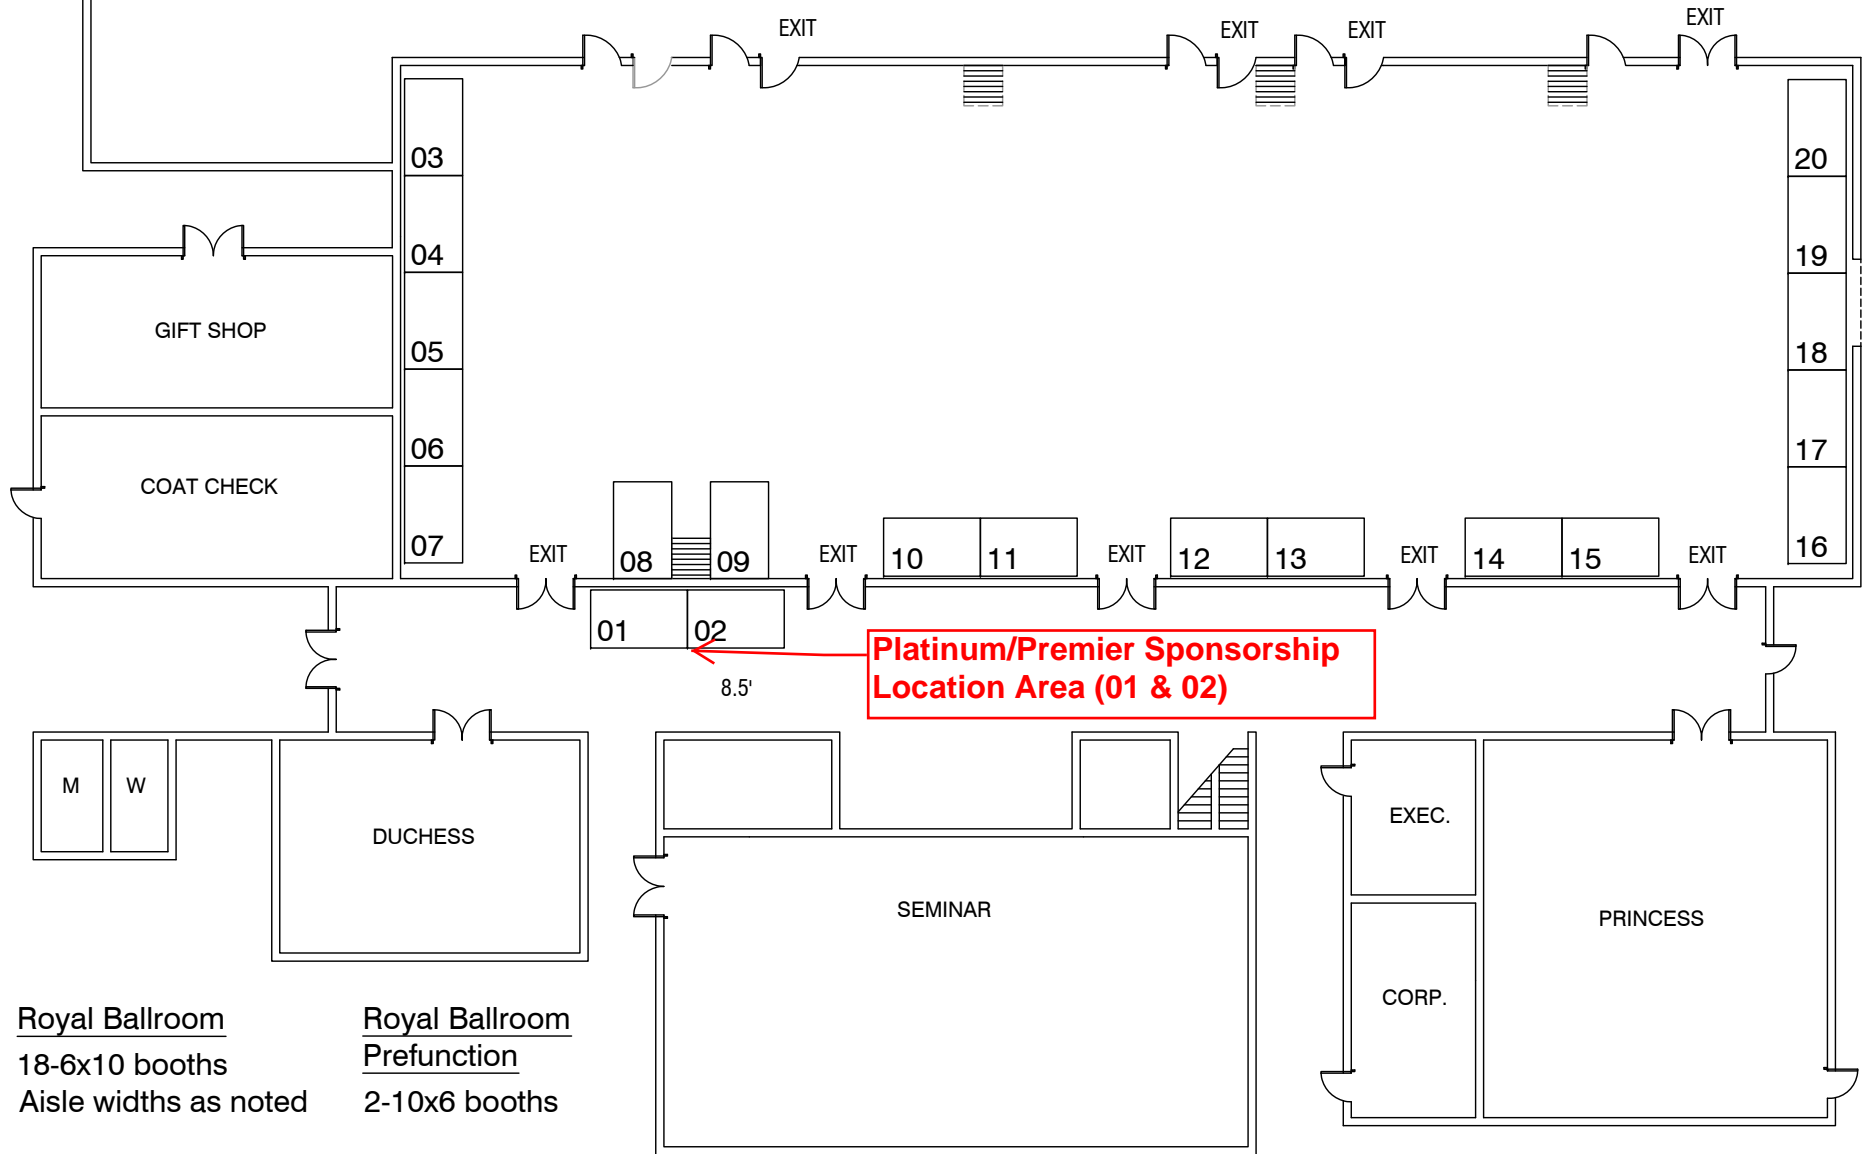 EXIT
EXIT
EXIT
EXIT
03
20
04
19
GIFT SHOP
05
18
06
17
COAT CHECK
07
EXIT
08
09
EXIT
10
11
EXIT
12
13
EXIT
14
15
EXIT
16
01
02
Platinum/Premier Sponsorship
Location Area (01 & 02)
8.5'
M
W
DUCHESS
EXEC.
SEMINAR
PRINCESS
CORP.
Royal Ballroom
18-6x10 booths
Aisle widths as noted
Royal Ballroom
Prefunction
2-10x6 booths